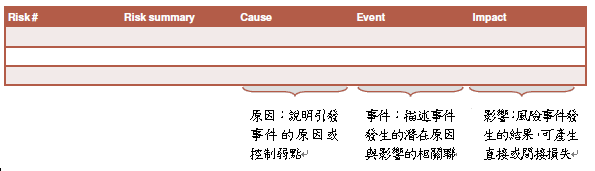 Risk # Risk summary Cause Event Impact
原因：說明引發
事件的原因或
控制弱點↵
事件：描述事件
發生的潛在原因
與影響的相關聯
影響：風險事件發
生的結果，可產生
直接或間接損失↵